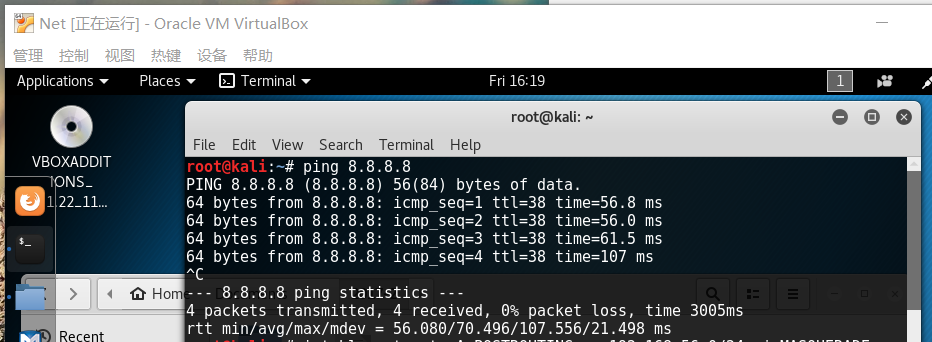 Net [正在运行] - Oracle VM VirtualBox
管理 控制 视图 热键 设备 帮助
Applications Places Terminal Fri 16:19 1
root@kali: ~
File Edit View Search Terminal Help
VBOXADDIT
IONS_
22_11...
root@kali:~# ping 8.8.8.8
PING 8.8.8.8 (8.8.8.8) 56(84) bytes of data.
64 bytes from 8.8.8.8: icmp_seq=1 ttl=38 time=56.8 ms
64 bytes from 8.8.8.8: icmp_seq=2 ttl=38 time=56.0 ms
64 bytes from 8.8.8.8: icmp_seq=3 ttl=38 time=61.5 ms
64 bytes from 8.8.8.8: icmp_seq=4 ttl=38 time=107 ms
^C
--- 8.8.8.8 ping statistics ---
4 packets transmitted, 4 received, 0% packet loss, time 3005ms
rtt min/avg/max/mdev = 56.080/70.496/107.556/21.498 ms
Home
Recent